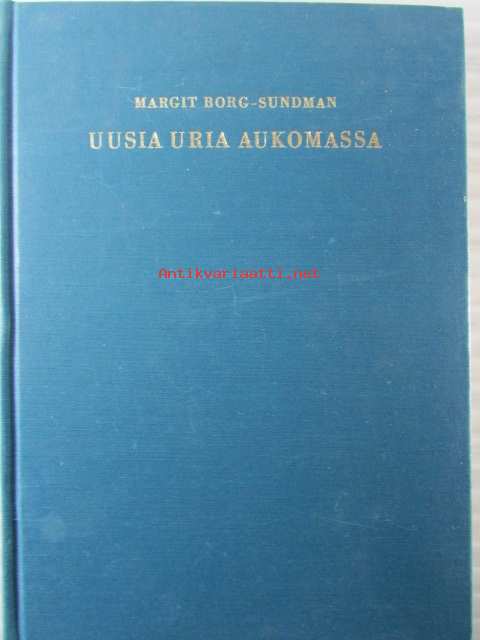 MARGIT BORG-SUNDMAN
UUSIA URIA AUKOMASSA
Antikvariaatti.net